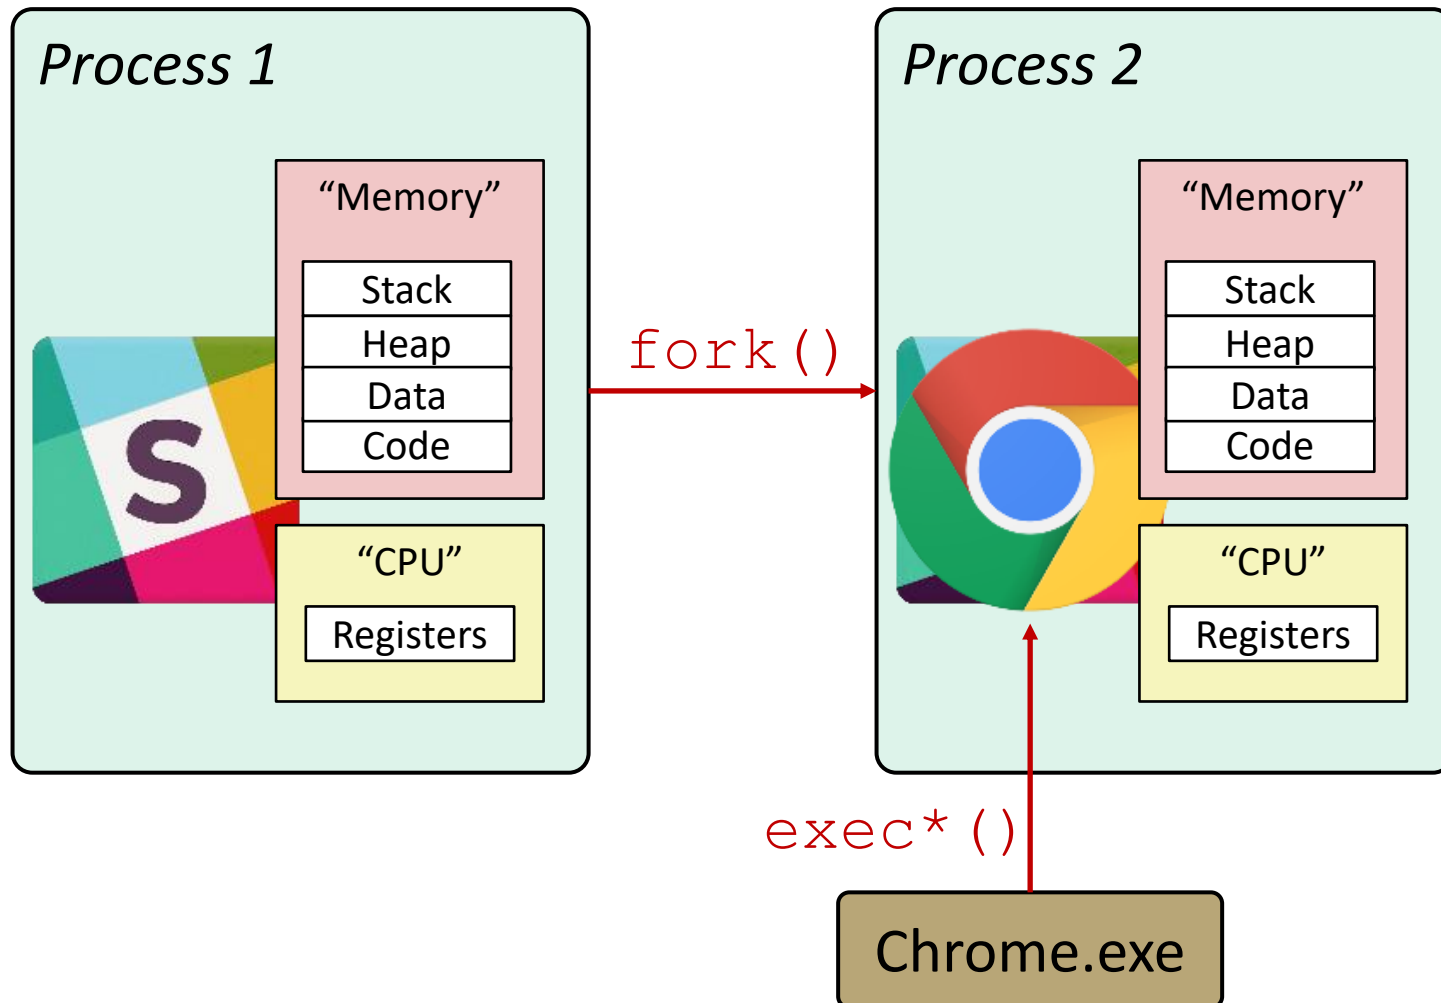 Process 1
“Memory”
Stack
Heap
Data
Code
S
“CPU”
Registers
fork()
Process 2
“Memory”
Stack
Heap
Data
Code
“CPU”
Registers
exec*()
Chrome.exe